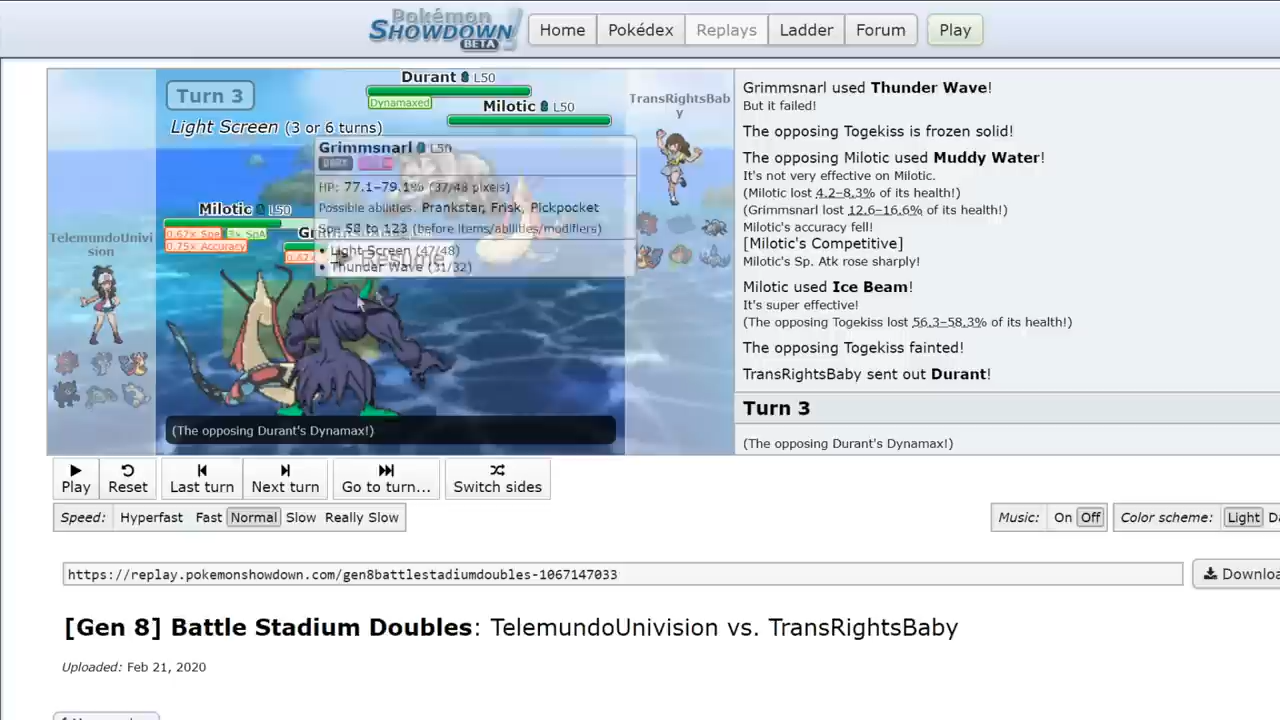 Pokémon
SHOWDOWN!
BETA
Home
Pokédex
Replays
Ladder
Forum
Play
Turn 3
Light Screen (3 or 6 turns)
Durant L50
Dynamaxed
Milotic L50
TransRightsBab
y
Grimmsnarl L50
HP: 77.1–79.1% (37/48 pixels)
Possible abilities: Prankster, Frisk, Pickpocket
Spe 58 to 123 (before items/abilities/modifiers)
• Light Screen (47/48)
• Thunder Wave (31/32)
Resume
Milotic L50
0.67× Spe
SpA
0.75× Accuracy
0.67×
TelemundoUnivi
sion
(The opposing Durant's Dynamax!)
Grimmsnarl used Thunder Wave!
But it failed!
The opposing Togekiss is frozen solid!
The opposing Milotic used Muddy Water!
It's not very effective on Milotic.
(Milotic lost 4.2–8.3% of its health!)
(Grimmsnarl lost 12.6–16.6% of its health!)
Milotic's accuracy fell!
[Milotic's Competitive]
Milotic's Sp. Atk rose sharply!
Milotic used Ice Beam!
It's super effective!
(The opposing Togekiss lost 56.3–58.3% of its health!)
The opposing Togekiss fainted!
TransRightsBaby sent out Durant!
Turn 3
(The opposing Durant's Dynamax!)
Play
Reset
Last turn
Next turn
Go to turn...
Switch sides
Speed: Hyperfast Fast Normal Slow Really Slow
Music: On Off
Color scheme: Light Da
https://replay.pokemonshowdown.com/gen8battlestadiumdoubles-1067147033
Downloa
[Gen 8] Battle Stadium Doubles: TelemundoUnivision vs. TransRightsBaby
Uploaded: Feb 21, 2020